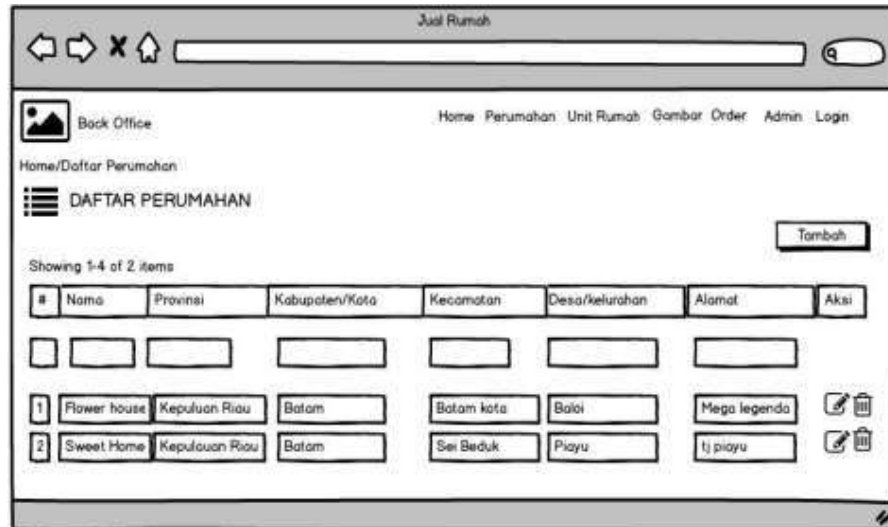 Jual Rumah
Back Office
Home Perumahan Unit Rumah Gambar Order Admin Login
Home/Daftar Perumahan
DAFTAR PERUMAHAN
Tambah
Showing 1-4 of 2 items
# Nama Provinsi Kabupaten/Kota Kecamatan Desa/kelurahan Alamat Aksi
1 Flower house Kepuluan Riau Batam Batam kota Baloi Mega legenda
2 Sweet Home Kepulauan Riau Batam Sei Beduk Piayu tj piayu